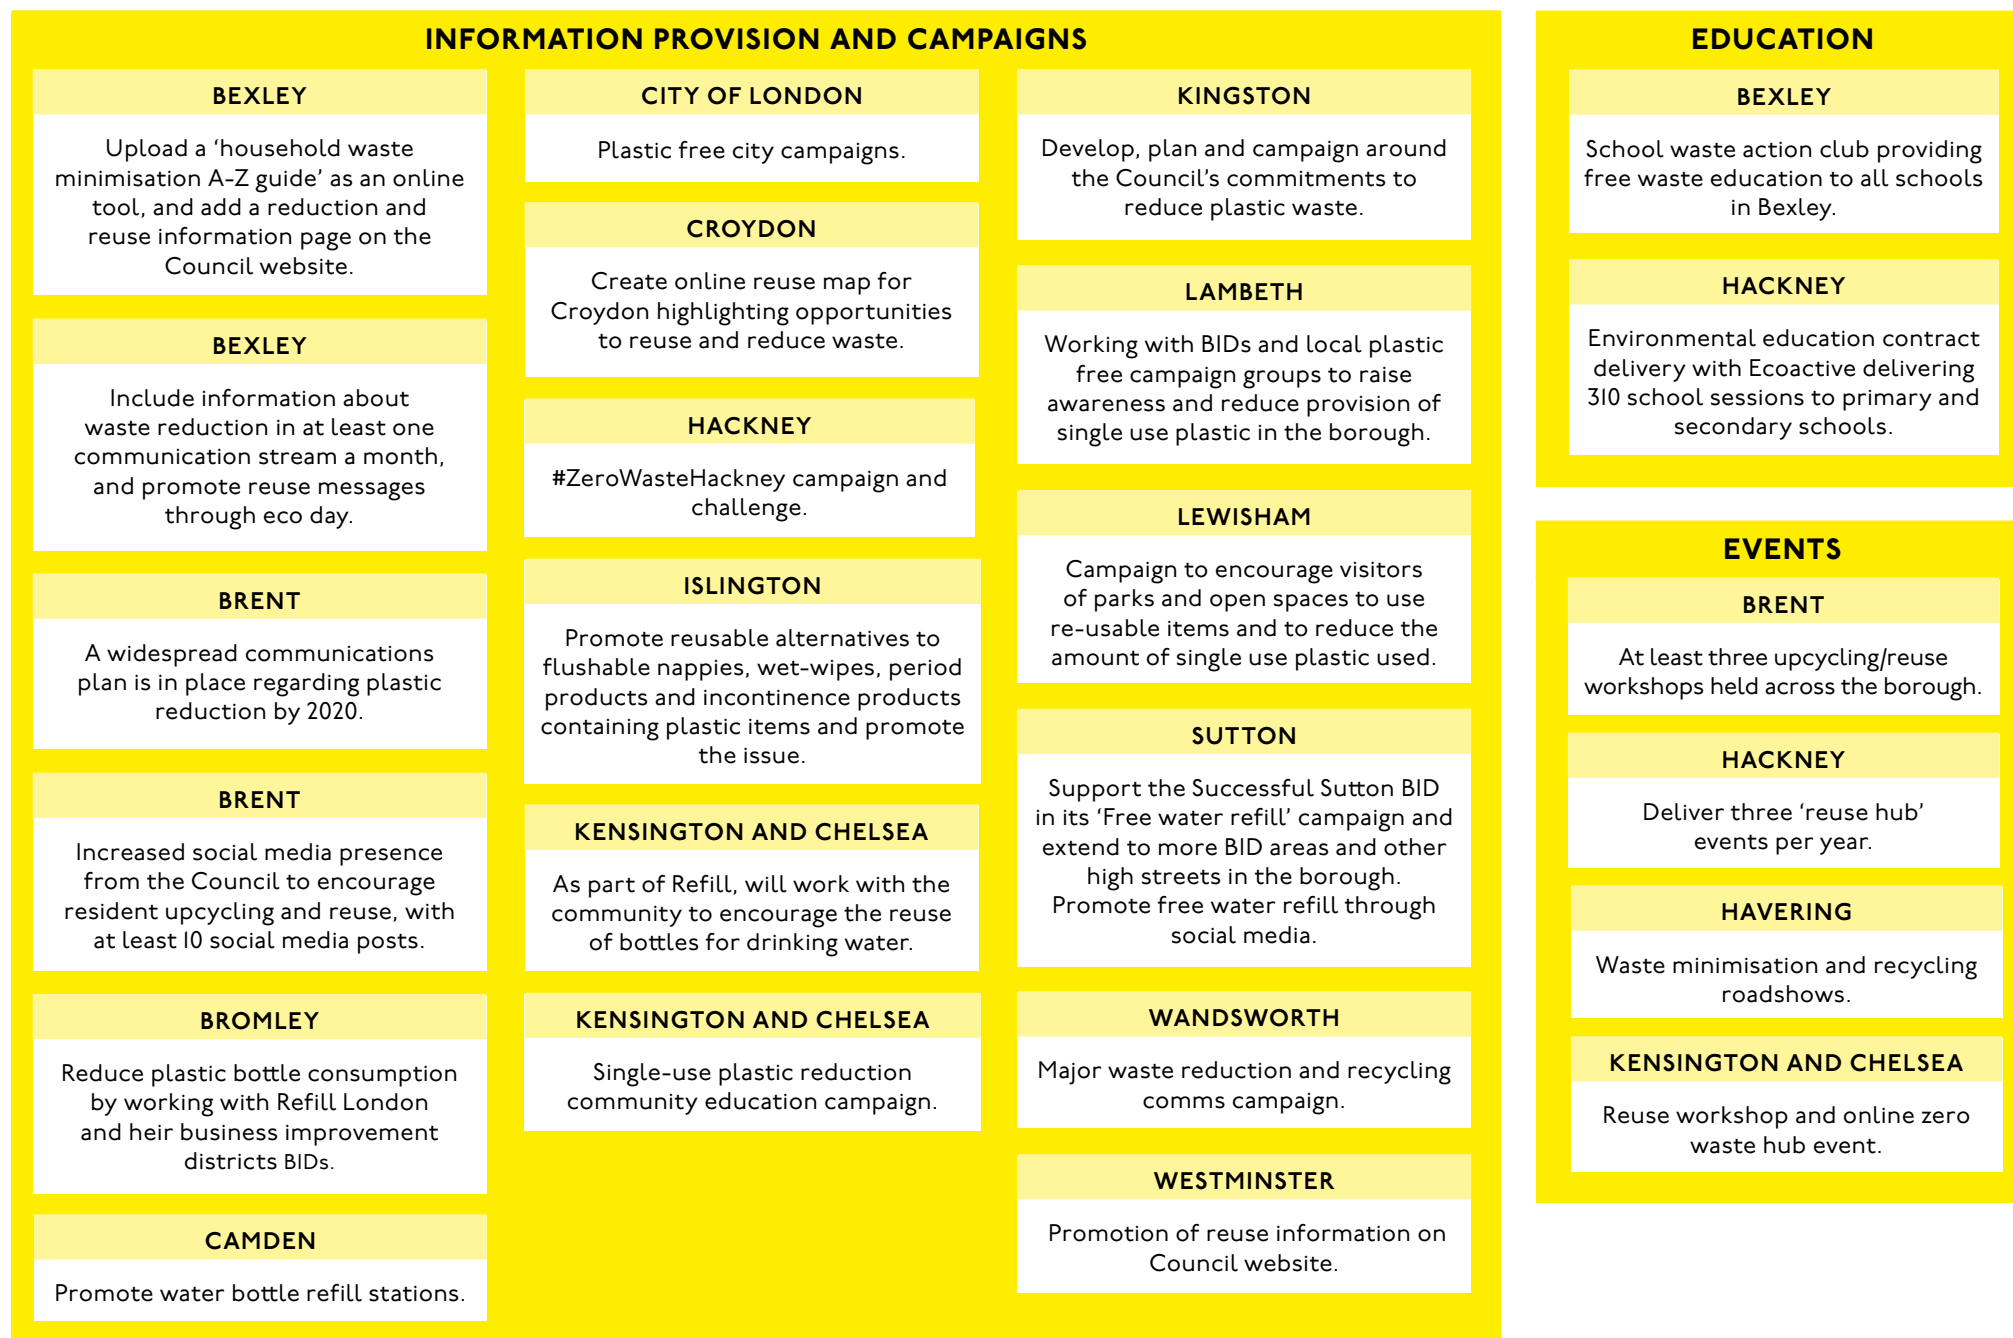 INFORMATION PROVISION AND CAMPAIGNS
BEXLEY
Upload a ‘household waste
minimisation A-Z guide’ as an online
tool, and add a reduction and
reuse information page on the
Council website.
BEXLEY
Include information about
waste reduction in at least one
communication stream a month,
and promote reuse messages
through eco day.
BRENT
A widespread communications
plan is in place regarding plastic
reduction by 2020.
BRENT
Increased social media presence
from the Council to encourage
resident upcycling and reuse, with
at least 10 social media posts.
BROMLEY
Reduce plastic bottle consumption
by working with Refill London
and heir business improvement
districts BIDs.
CAMDEN
Promote water bottle refill stations.
CITY OF LONDON
Plastic free city campaigns.
CROYDON
Create online reuse map for
Croydon highlighting opportunities
to reuse and reduce waste.
HACKNEY
#ZeroWasteHackney campaign and
challenge.
ISLINGTON
Promote reusable alternatives to
flushable nappies, wet-wipes, period
products and incontinence products
containing plastic items and promote
the issue.
KENSINGTON AND CHELSEA
As part of Refill, will work with the
community to encourage the reuse
of bottles for drinking water.
KENSINGTON AND CHELSEA
Single-use plastic reduction
community education campaign.
KINGSTON
Develop, plan and campaign around
the Council’s commitments to
reduce plastic waste.
LAMBETH
Working with BIDs and local plastic
free campaign groups to raise
awareness and reduce provision of
single use plastic in the borough.
LEWISHAM
Campaign to encourage visitors
of parks and open spaces to use
re-usable items and to reduce the
amount of single use plastic used.
SUTTON
Support the Successful Sutton BID
in its ‘Free water refill’ campaign and
extend to more BID areas and other
high streets in the borough.
Promote free water refill through
social media.
WANDSWORTH
Major waste reduction and recycling
comms campaign.
WESTMINSTER
Promotion of reuse information on
Council website.
EDUCATION
BEXLEY
School waste action club providing
free waste education to all schools
in Bexley.
HACKNEY
Environmental education contract
delivery with Ecoactive delivering
310 school sessions to primary and
secondary schools.
EVENTS
BRENT
At least three upcycling/reuse
workshops held across the borough.
HACKNEY
Deliver three ‘reuse hub’
events per year.
HAVERING
Waste minimisation and recycling
roadshows.
KENSINGTON AND CHELSEA
Reuse workshop and online zero
waste hub event.